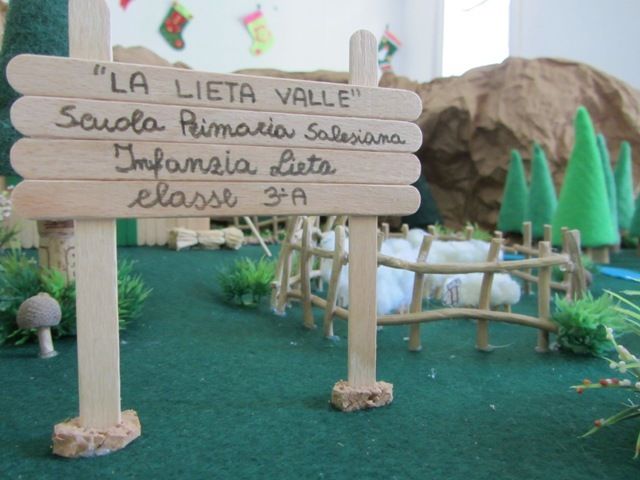 "LA LIETA VALLE"
Scuola Primaria Salesiana
Infanzia Lieta
classe 3ªA